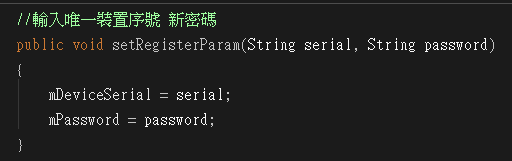 //輸入唯一裝置序號 新密碼
public void setRegisterParam(String serial, String password)
{
    mDeviceSerial = serial;
    mPassword = password;
}